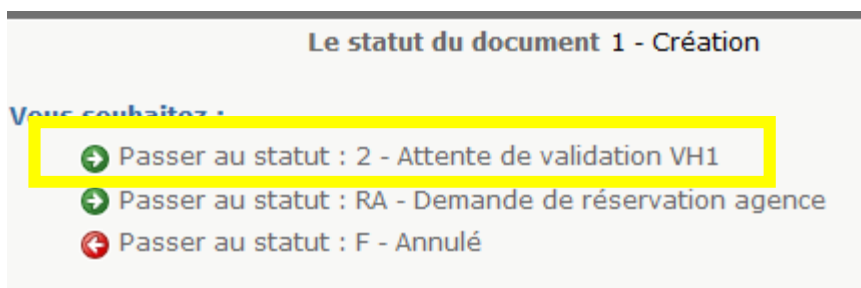 Le statut du document 1 - Création
Vous souhaitez :
Passer au statut : 2 - Attente de validation VH1
Passer au statut : RA - Demande de réservation agence
Passer au statut : F - Annulé